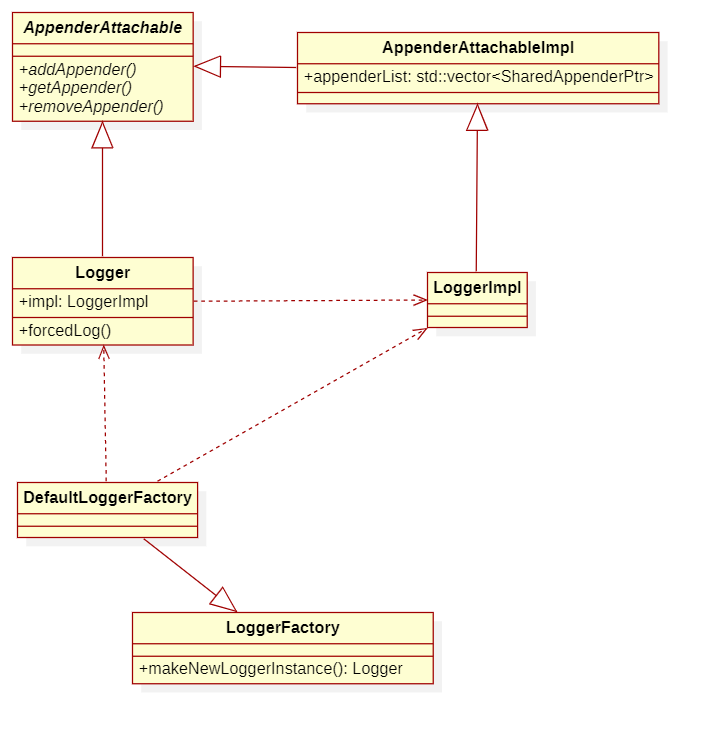 AppenderAttachable
+addAppender()
+getAppender()
+removeAppender()
AppenderAttachableImpl
+appenderList: std::vector<SharedAppenderPtr>
Logger
+impl: LoggerImpl
+forcedLog()
LoggerImpl
DefaultLoggerFactory
LoggerFactory
+makeNewLoggerInstance(): Logger